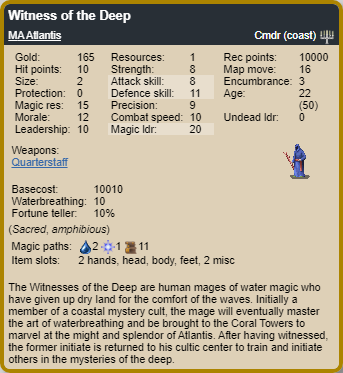 Witness of the Deep
MA Atlantis Cmdr (coast)
Gold: 165 Resources: 1 Rec points: 10000
Hit points: 10 Strength: 8 Map move: 16
Size: 2 Attack skill: 8 Encumbrance: 3
Protection: 0 Defence skill: 11 Age: 22
Magic res: 15 Precision: 9 (50)
Morale: 12 Combat speed: 10 Undead ldr: 0
Leadership: 10 Magic ldr: 20
Weapons:
Quarterstaff
Basecost: 10010
Waterbreathing: 10
Fortune teller: 10%
(Sacred, amphibious)
Magic paths: 2 1 11
Item slots: 2 hands, head, body, feet, 2 misc
The Witnesses of the Deep are human mages of water magic who
have given up dry land for the comfort of the waves. Initially a
member of a coastal mystery cult, the mage will eventually master
the art of waterbreathing and be brought to the Coral Towers to
marvel at the might and splendor of Atlantis. After having witnessed,
the former initiate is returned to his cultic center to train and initiate
others in the mysteries of the deep.